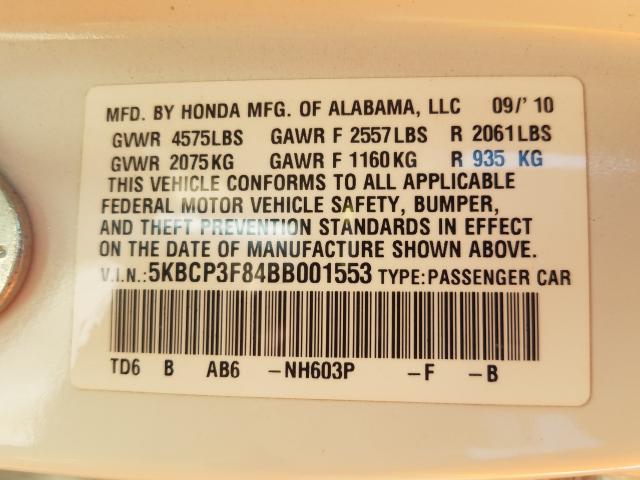 MFD. BY HONDA MFG. OF ALABAMA, LLC 09/' 10
GVWR 4575LBS GAWR F 2557LBS R 2061LBS
GVWR 2075KG GAWR F 1160KG R 935 KG
THIS VEHICLE CONFORMS TO ALL APPLICABLE
FEDERAL MOTOR VEHICLE SAFETY, BUMPER,
AND THEFT PREVENTION STANDARDS IN EFFECT
ON THE DATE OF MANUFACTURE SHOWN ABOVE.
V.I.N.:5KBCP3F84BB001553 TYPE:PASSENGER CAR
TD6 B AB6 -NH603P -F -B